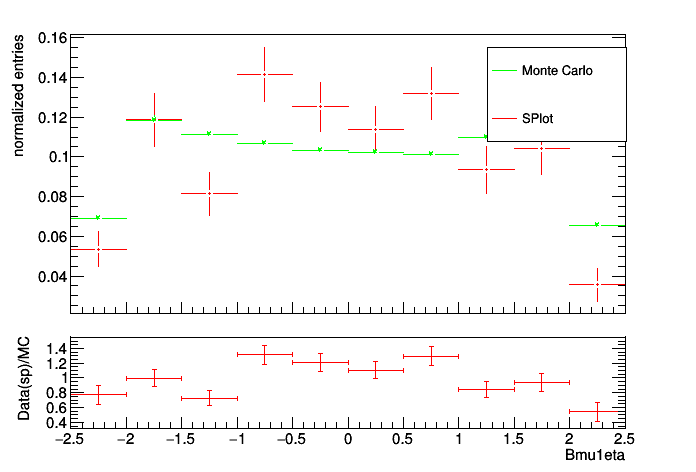 normalized entries
0.16
0.14
0.12
0.1
0.08
0.06
0.04
Monte Carlo
SPlot
Data(sp)/MC
1.4
1.2
1
0.8
0.6
0.4
−2.5 −2 −1.5 −1 −0.5 0 0.5 1 1.5 2 2.5
Bmu1eta